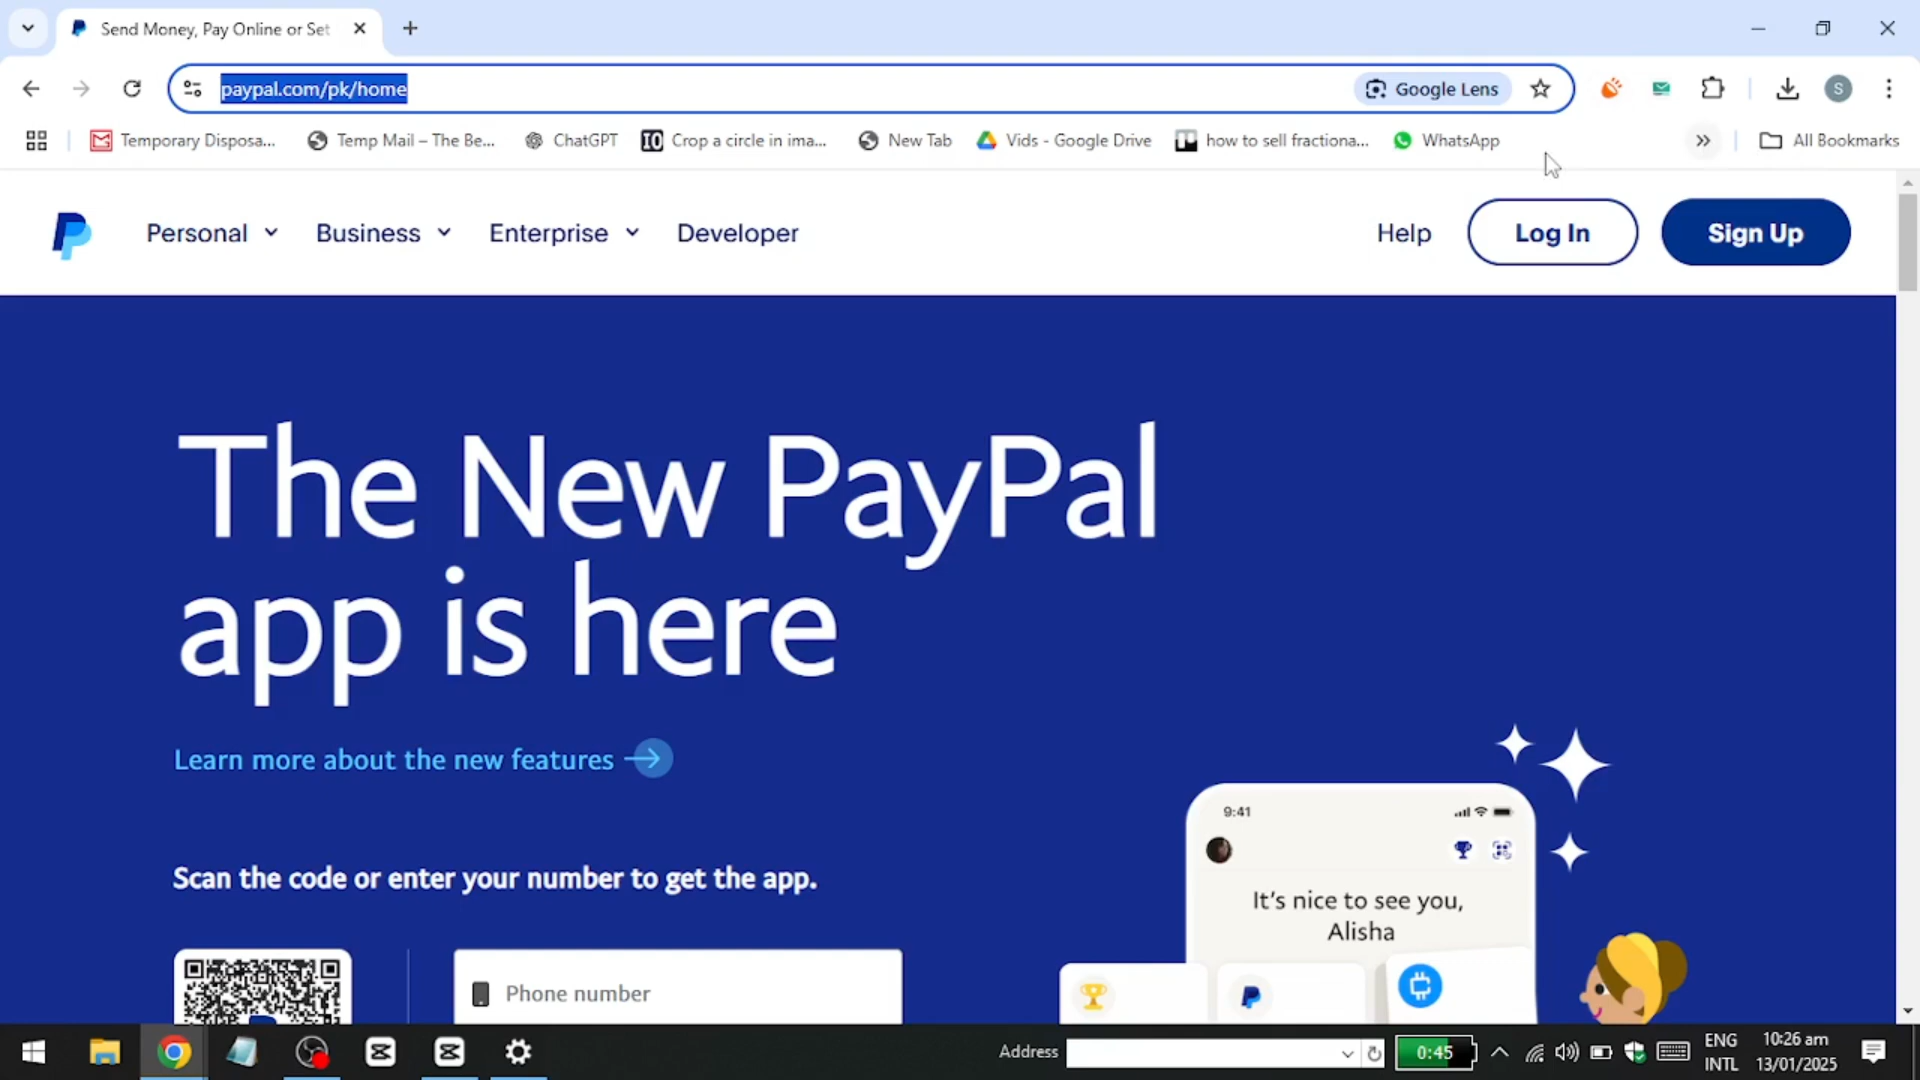 Send Money, Pay Online or Set
paypal.com/pk/home
Google Lens
S
Temporary Disposa...
Temp Mail – The Be...
ChatGPT
Crop a circle in ima...
New Tab
Vids - Google Drive
how to sell fractiona...
WhatsApp
All Bookmarks
Personal
Business
Enterprise
Developer
Help
Log In
Sign Up
The New PayPal
app is here
Learn more about the new features
Scan the code or enter your number to get the app.
Phone number
9:41
It's nice to see you,
Alisha
Address
0:45
ENG
INTL
10:26 am
13/01/2025